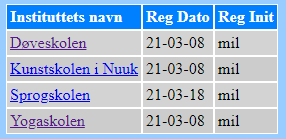 Instituttets navn Reg Dato Reg Init
Døveskolen 21-03-08 mil
Kunstskolen i Nuuk 21-03-08 mil
Sprogskolen 21-03-18 mil
Yogaskolen 21-03-08 mil